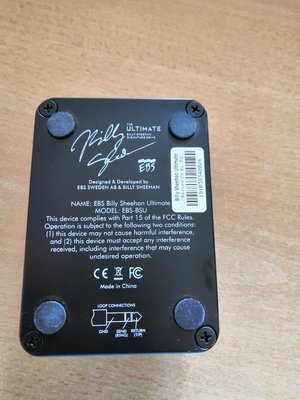 Billy Sheehan
THE
ULTIMATE
BILLY SHEEHAN
SIGNATURE DRIVE
EBS
Designed & Developed by
EBS SWEDEN AB & BILLY SHEEHAN
NAME: EBS Billy Sheehan Ultimate
MODEL: EBS-BSU
This device complies with Part 15 of the FCC Rules.
Operation is subject to the following two conditions:
(1) this device may not cause harmful interference,
and (2) this device must accept any interference
received, including interference that may cause
undesired operation.
CE FC
Made in China
LOOP CONNECTIONS
GND
SEND
(RING)
RETURN
(TIP)
Billy Sheehan Ultimate